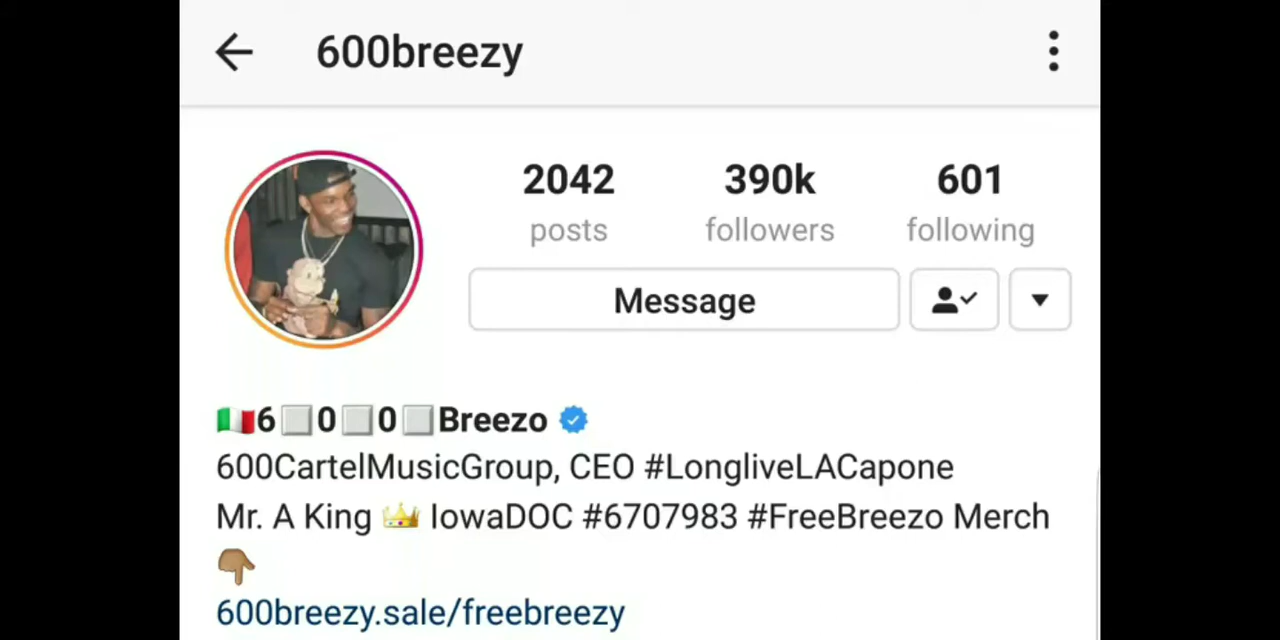 600breezy
2042 390k 601
posts followers following
Message
🇮🇹6⬜0⬜0⬜Breezo
600CartelMusicGroup, CEO #LongliveLACapone
Mr. A King 👑 IowaDOC #6707983 #FreeBreezo Merch
👇🏾
600breezy.sale/freebreezy